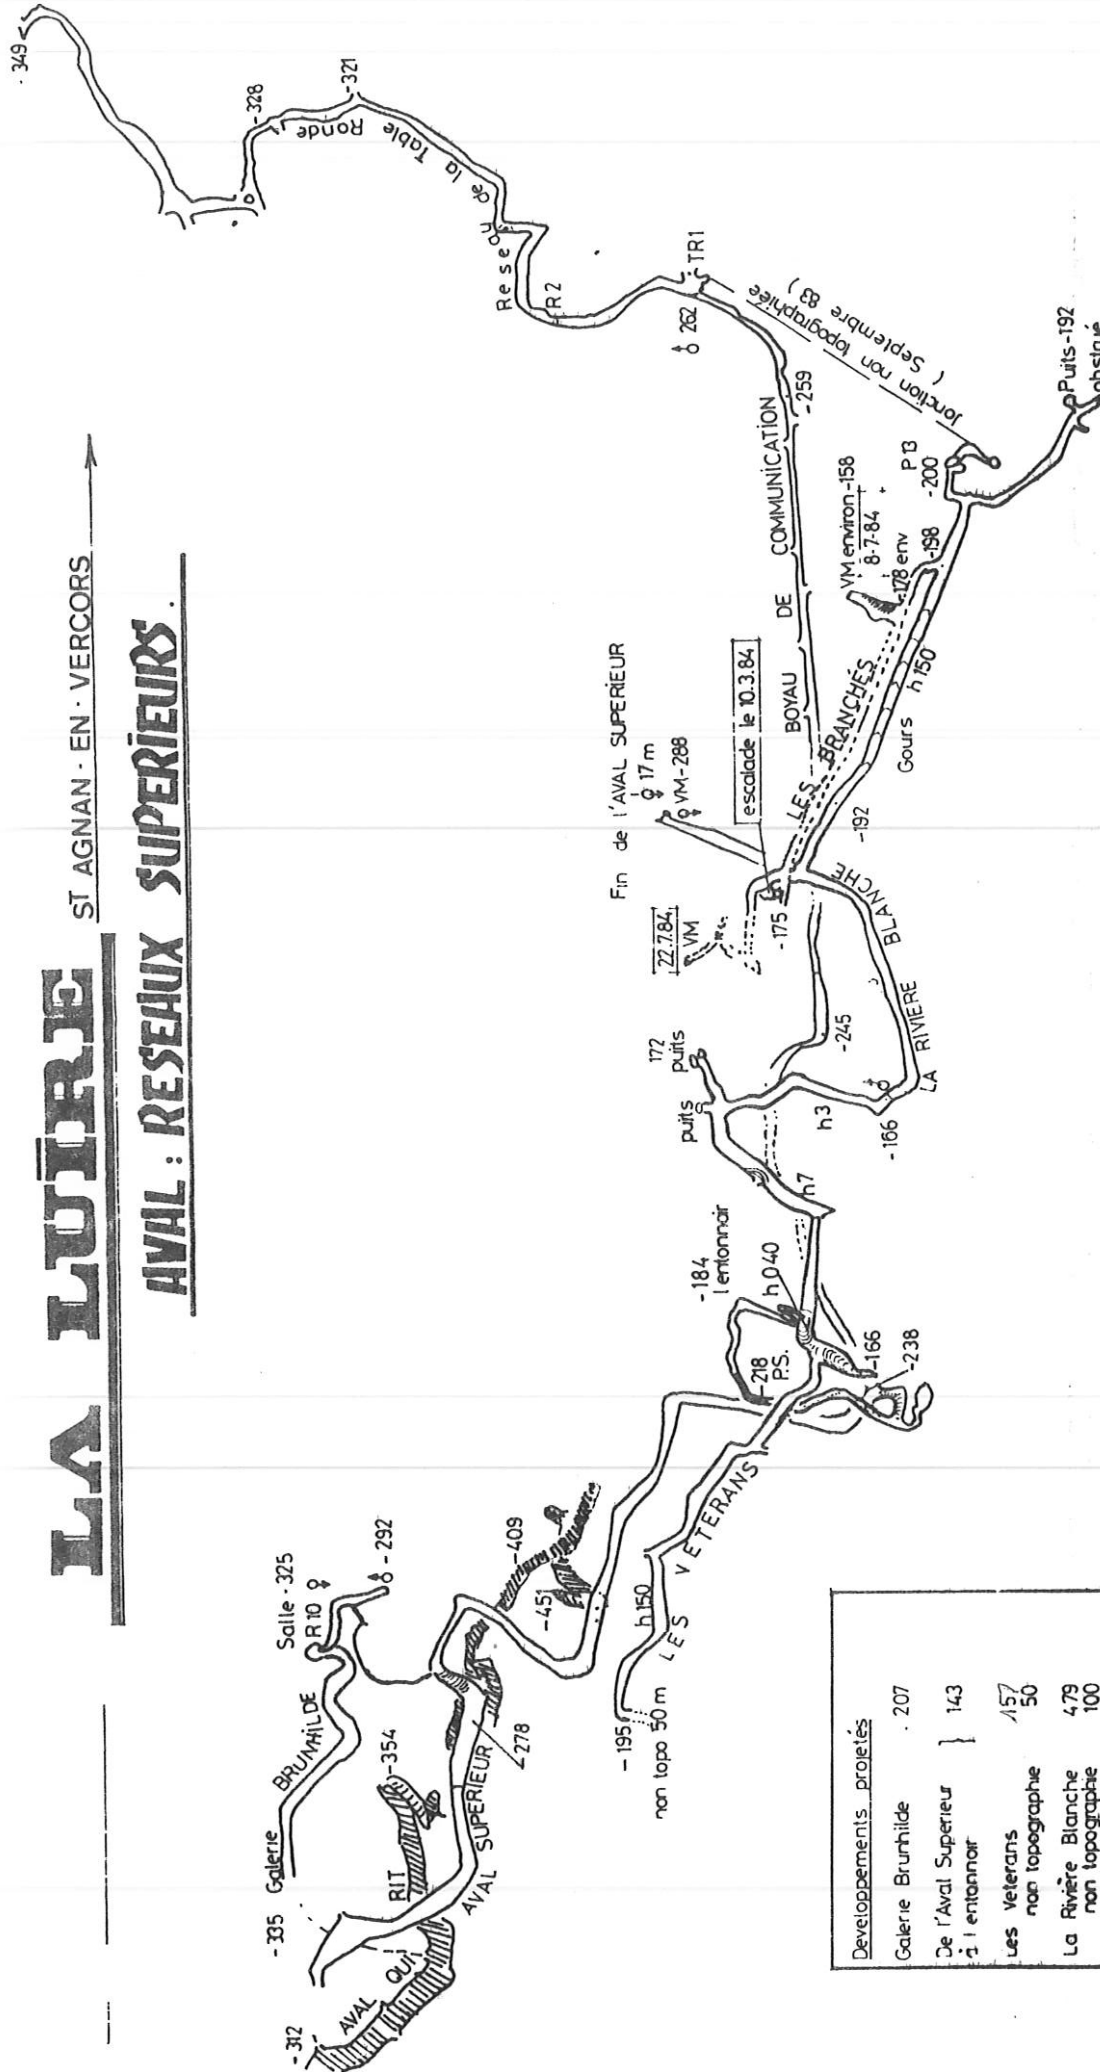 LA LUIRE
ST AGNAN - EN - VERCORS
AVAL : RESEAUX SUPERIEURS.
- 349
-328
-321
Reseau de la Table Ronde
R2
TR1
262
-259
Jonction non topographiée
( Septembre 83 )
BOYAU DE COMMUNICATION
Puits-192
P13
-200
VM environ-158
8-7-84
-178 env
-198
LES BRANCHÉS
Gours h150
-192
Fin de l'AVAL SUPERIEUR
17 m
VM-288
escalade le 10.3.84
22.7.84
VM
-175
LA RIVIERE BLANCHE
-245
172
puits
puits
h3
-166
h7
-184
l entonnoir
h 0,40
-218
P.S.
-166
-238
LES VETERANS
h150
-195
non topo 50 m
-409
-451
Salle - 325
R10
- 292
Galerie BRUNHILDE
-335
RIT
-354
AVAL SUPERIEUR
278
AVAL QUI
- 312
Developpements projetés
Galerie Brunhilde . 207
De l'Aval Superieur
à l entonnoir } 143
Les Veterans 157
non topographie 50
La Rivière Blanche 479
non topographie 100